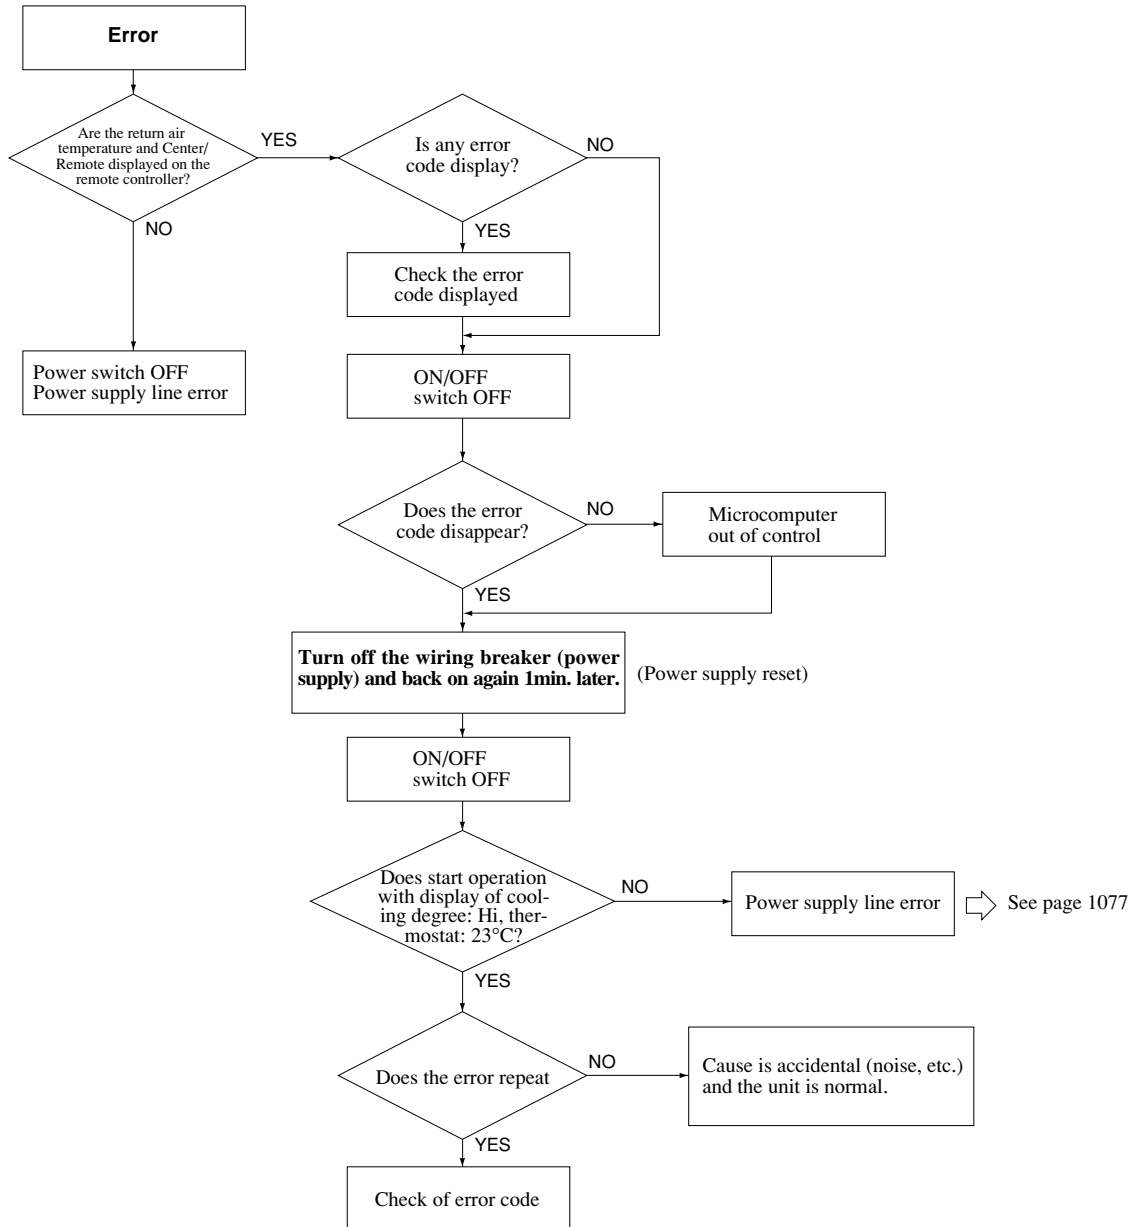 Error
Are the return air
temperature and Center/
Remote displayed on the
remote controller?
YES
NO
Is any error
code display?
NO
YES
Check the error
code displayed
Power switch OFF
Power supply line error
ON/OFF
switch OFF
Does the error
code disappear?
NO
Microcomputer
out of control
YES
Turn off the wiring breaker (power
supply) and back on again 1min. later.
(Power supply reset)
ON/OFF
switch OFF
Does start operation
with display of cool-
ing degree: Hi, ther-
mostat: 23°C?
NO
Power supply line error
See page 1077
YES
Does the error repeat
NO
Cause is accidental (noise, etc.)
and the unit is normal.
YES
Check of error code